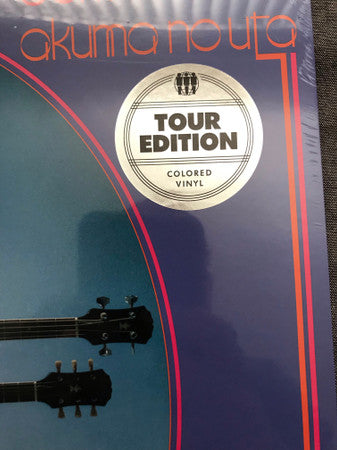 akuma no uta
TOUR
EDITION
COLORED
VINYL